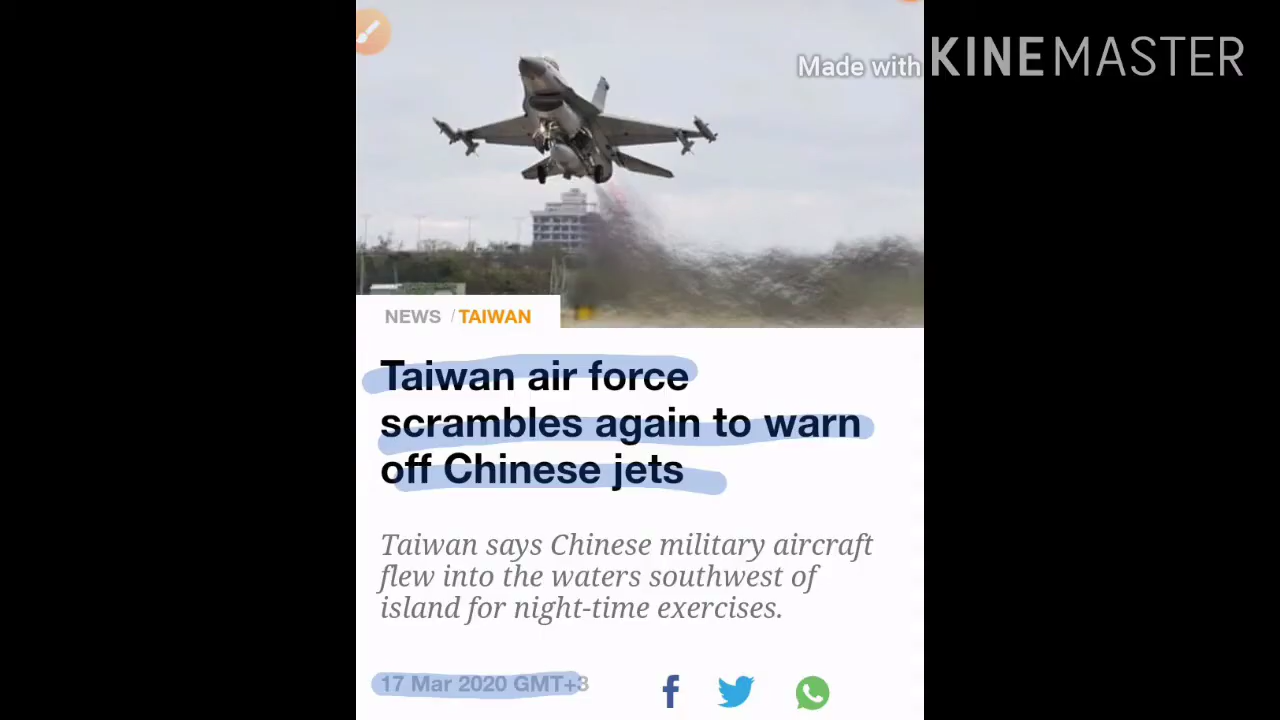 Made with KINEMASTER
NEWS / TAIWAN
Taiwan air force
scrambles again to warn
off Chinese jets
Taiwan says Chinese military aircraft
flew into the waters southwest of
island for night-time exercises.
17 Mar 2020 GMT+3